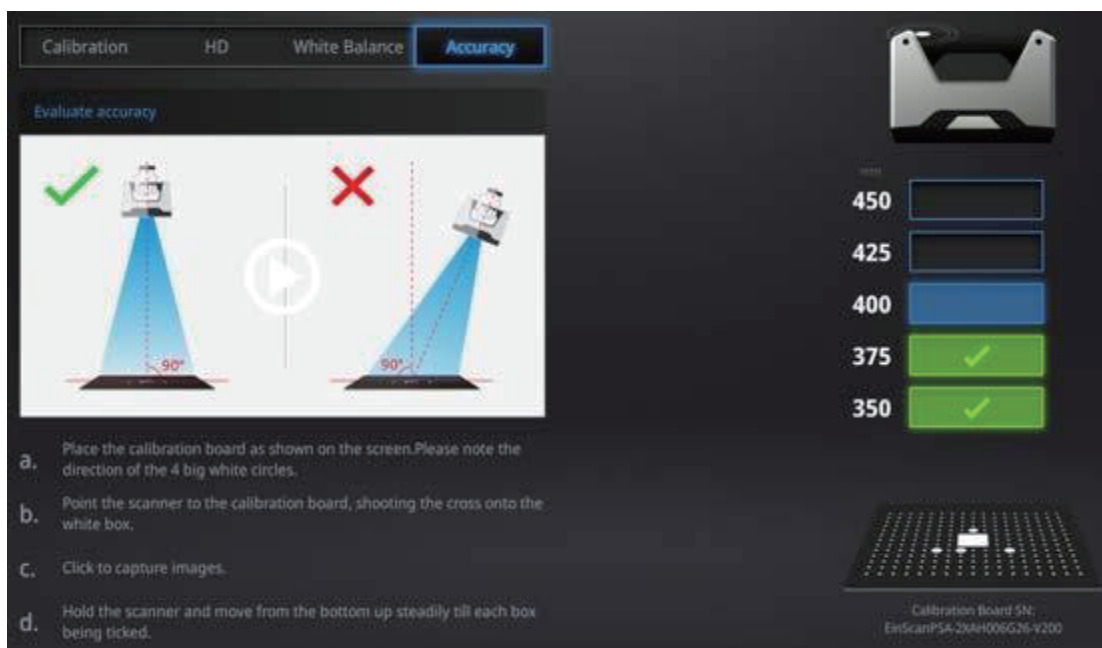 Calibration HD White Balance Accuracy
Evaluate accuracy
90° 90°
mm
450
425
400
375
350
a. Place the calibration board as shown on the screen.Please note the
direction of the 4 big white circles.
b. Point the scanner to the calibration board, shooting the cross onto the
white box.
c. Click to capture images.
d. Hold the scanner and move from the bottom up steadily till each box
being ticked.
Calibration Board SN:
EinScanPSA-2XAH006G26-V200